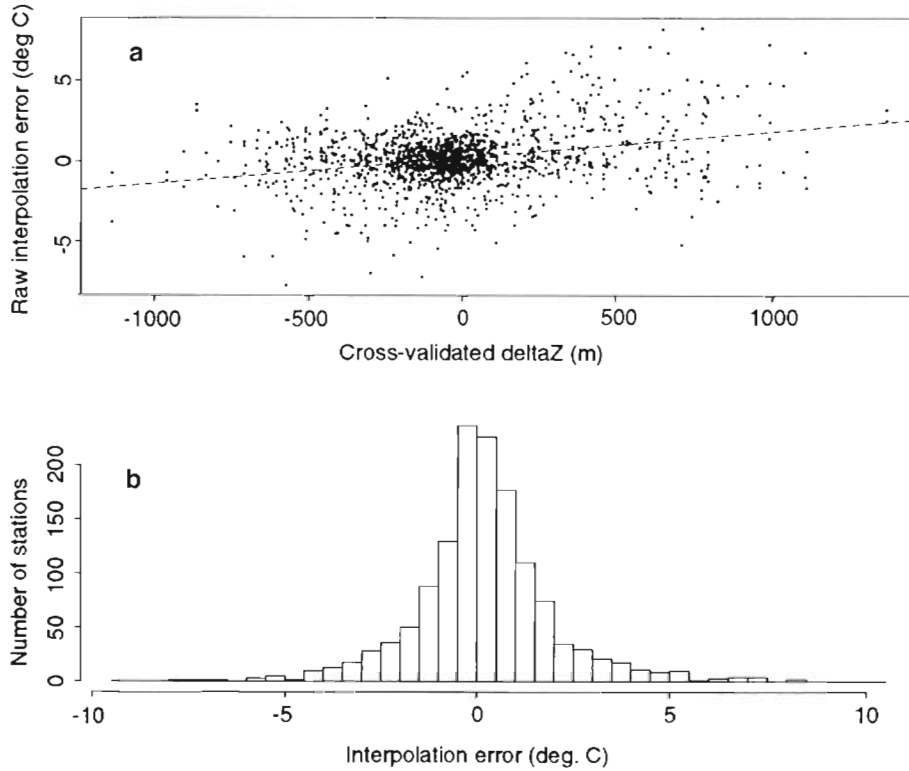 a
Raw interpolation error (deg C)
5
0
-5
-1000 -500 0 500 1000
Cross-validated deltaZ (m)
b
Number of stations
200
150
100
50
0
-10 -5 0 5 10
Interpolation error (deg. C)